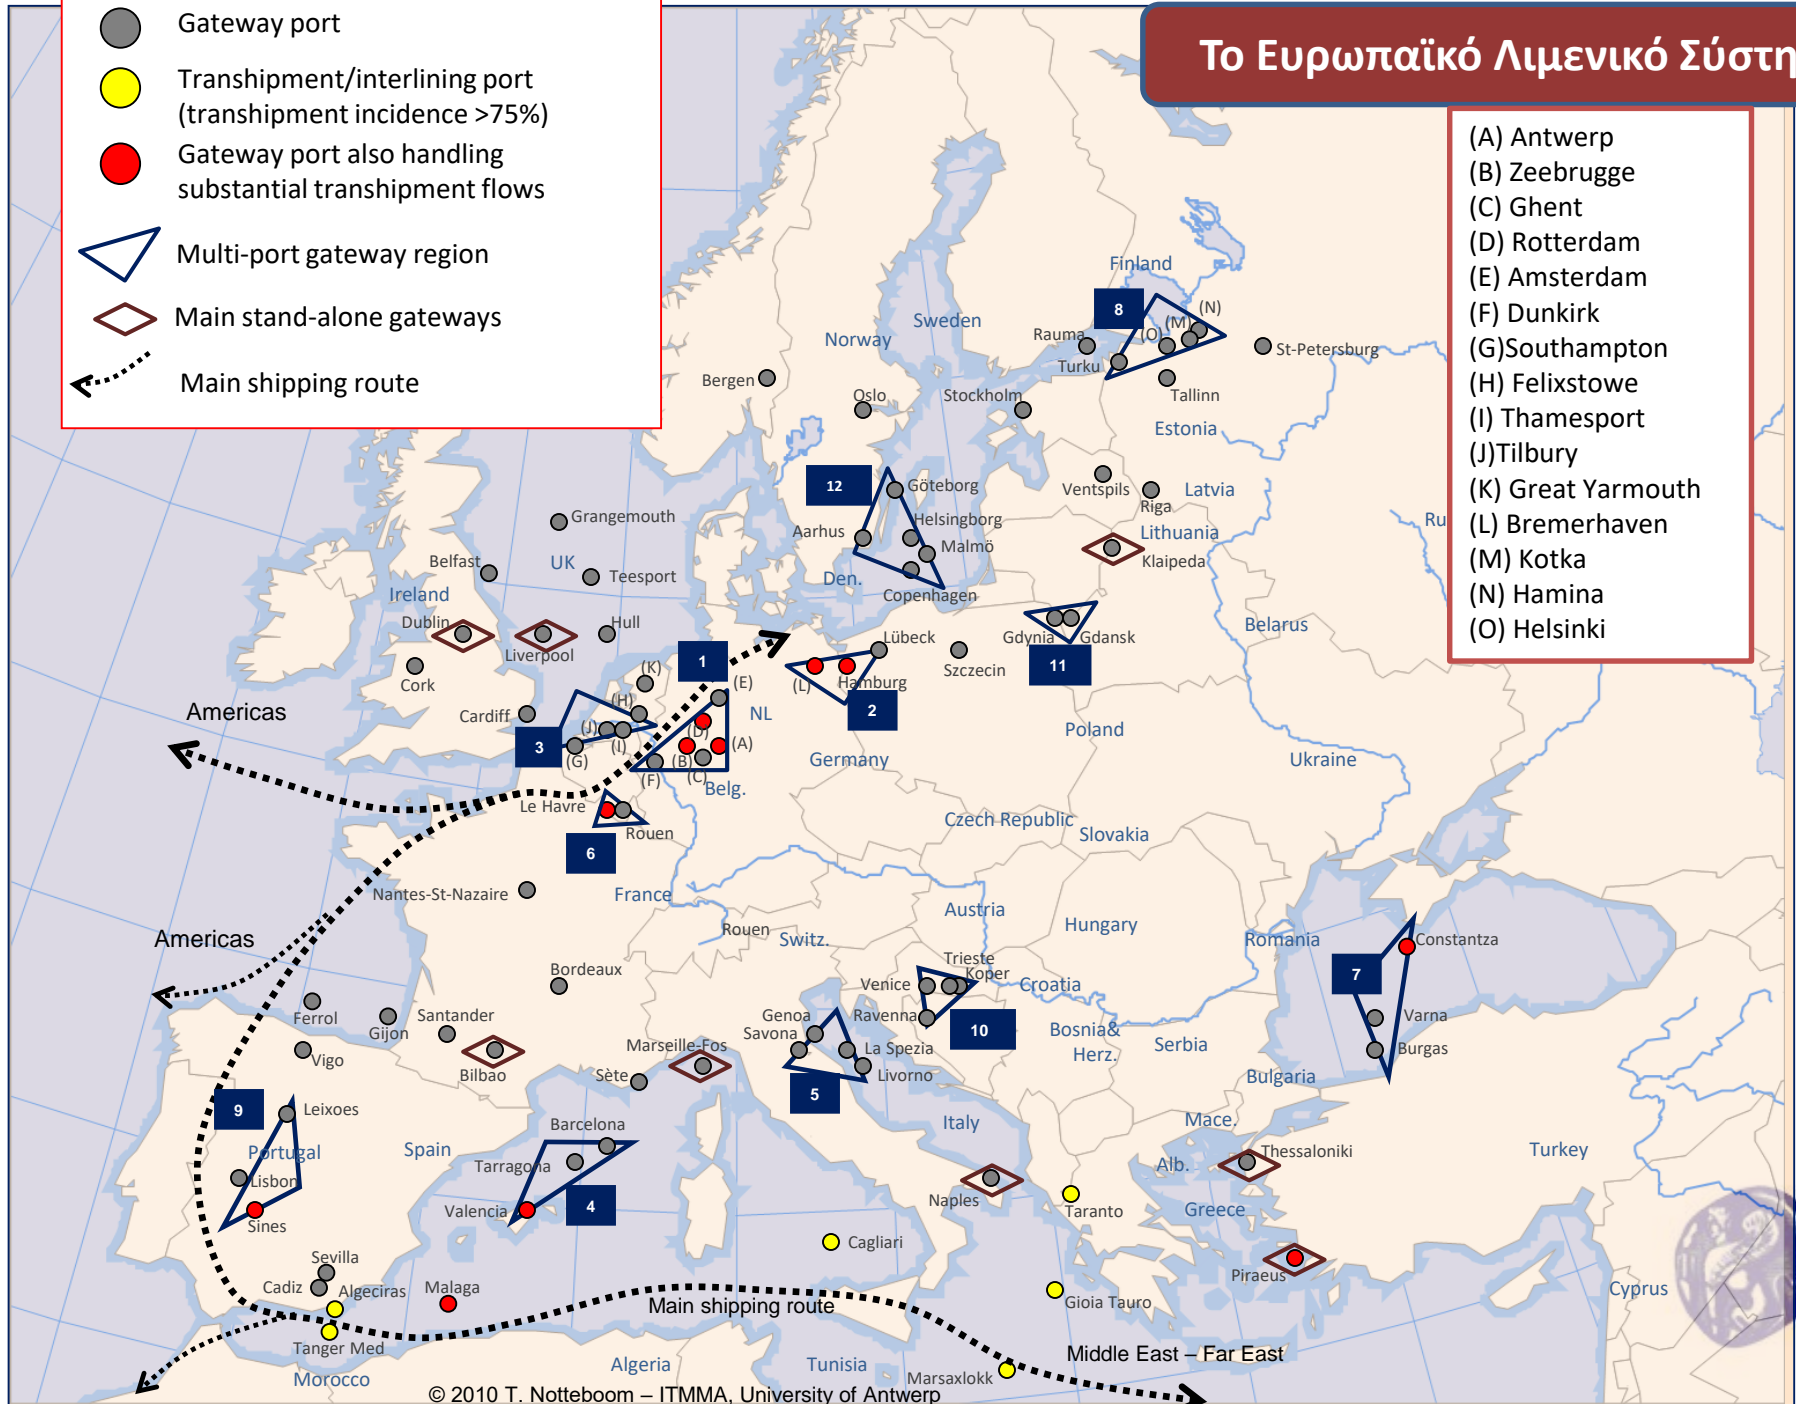 Gateway port
Transhipment/interlining port
(transhipment incidence >75%)
Gateway port also handling
substantial transhipment flows
Multi-port gateway region
Main stand-alone gateways
Main shipping route
Το Ευρωπαϊκό Λιμενικό Σύστη
(A) Antwerp
(B) Zeebrugge
(C) Ghent
(D) Rotterdam
(E) Amsterdam
(F) Dunkirk
(G)Southampton
(H) Felixstowe
(I) Thamesport
(J)Tilbury
(K) Great Yarmouth
(L) Bremerhaven
(M) Kotka
(N) Hamina
(O) Helsinki
Finland
8
(N)
(M)
(O)
Sweden
Norway
Rauma
Turku
St-Petersburg
Bergen
Oslo
Stockholm
Tallinn
Estonia
12
Göteborg
Ventspils
Riga
Latvia
Grangemouth
Aarhus
Helsingborg
Malmö
Lithuania
Klaipeda
Ru
Belfast
UK
Teesport
Den.
Copenhagen
Ireland
Dublin
Liverpool
Hull
Lübeck
Gdynia
Gdansk
Belarus
1
(K)
(L)
Hamburg
Szczecin
11
Cork
(E)
(H)
Americas
Cardiff
NL
2
Poland
3
(J)
(I)
(G)
(D)
(A)
(B)
(C)
(F)
Germany
Ukraine
Belg.
Le Havre
Rouen
Czech Republic
Slovakia
6
Nantes-St-Nazaire
France
Austria
Hungary
Americas
Rouen
Switz.
Romania
Constantza
Bordeaux
Trieste
Koper
Venice
Croatia
7
Ferrol
Gijon
Santander
Genoa
Savona
Ravenna
10
Bosnia&
Herz.
Serbia
Varna
Vigo
Bilbao
Marseille-Fos
La Spezia
Burgas
Sète
Livorno
Bulgaria
5
9
Leixoes
Barcelona
Italy
Mace.
Portugal
Spain
Tarragona
Alb.
Thessaloniki
Turkey
Lisbon
Sines
Valencia
4
Naples
Taranto
Greece
Cagliari
Sevilla
Cadiz
Algeciras
Malaga
Piraeus
Gioia Tauro
Cyprus
Main shipping route
Tanger Med
Middle East – Far East
Algeria
Tunisia
Marsaxlokk
Morocco
© 2010 T. Notteboom – ITMMA, University of Antwerp